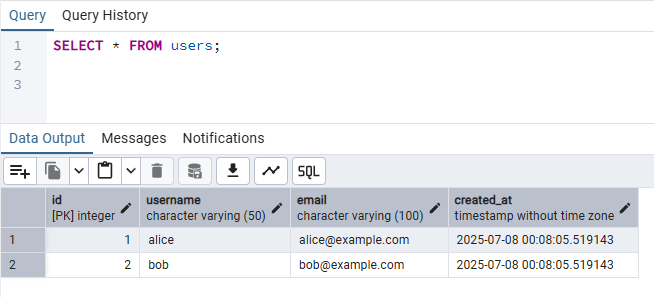 Query Query History
1 SELECT * FROM users;
2
3
Data Output Messages Notifications
SQL
id username email created_at
[PK] integer character varying (50) character varying (100) timestamp without time zone
1 1 alice alice@example.com 2025-07-08 00:08:05.519143
2 2 bob bob@example.com 2025-07-08 00:08:05.519143